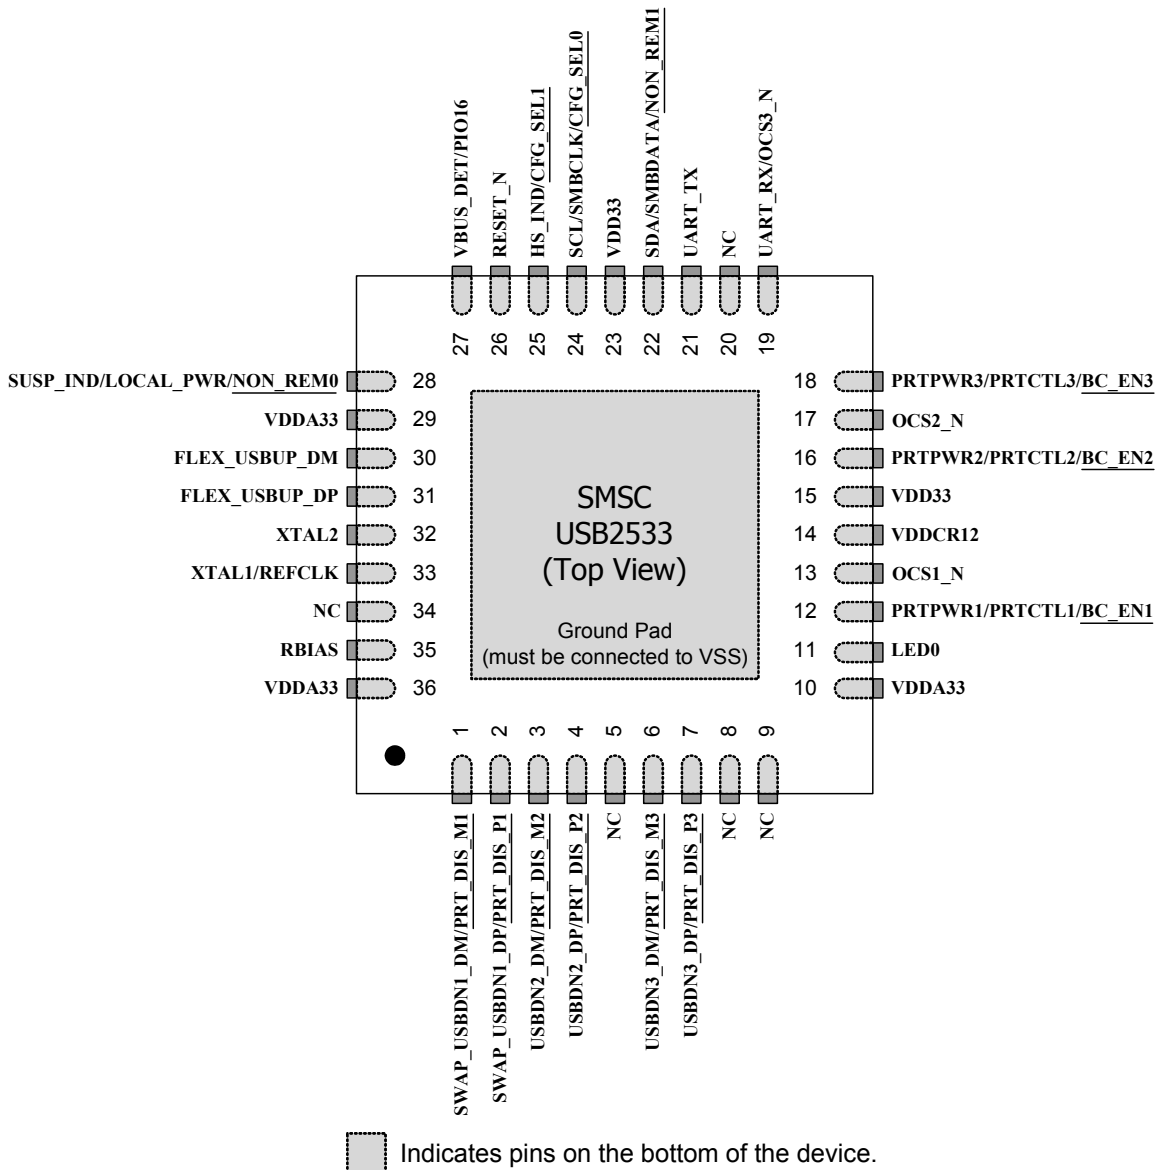 VBUS_DET/PIO16
RESET_N
HS_IND/CFG_SEL1
SCL/SMBCLK/CFG_SEL0
VDD33
SDA/SMBDATA/NON_REM1
UART_TX
NC
UART_RX/OCS3_N
27
26
25
24
23
22
21
20
19
SUSP_IND/LOCAL_PWR/NON_REM0 28
VDDA33 29
FLEX_USBUP_DM 30
FLEX_USBUP_DP 31
XTAL2 32
XTAL1/REFCLK 33
NC 34
RBIAS 35
VDDA33 36
SMSC
USB2533
(Top View)
Ground Pad
(must be connected to VSS)
18 PRTPWR3/PRTCTL3/BC_EN3
17 OCS2_N
16 PRTPWR2/PRTCTL2/BC_EN2
15 VDD33
14 VDDCR12
13 OCS1_N
12 PRTPWR1/PRTCTL1/BC_EN1
11 LED0
10 VDDA33
1
2
3
4
5
6
7
8
9
SWAP_USBDN1_DM/PRT_DIS_M1
SWAP_USBDN1_DP/PRT_DIS_P1
USBDN2_DM/PRT_DIS_M2
USBDN2_DP/PRT_DIS_P2
NC
USBDN3_DM/PRT_DIS_M3
USBDN3_DP/PRT_DIS_P3
NC
NC
Indicates pins on the bottom of the device.